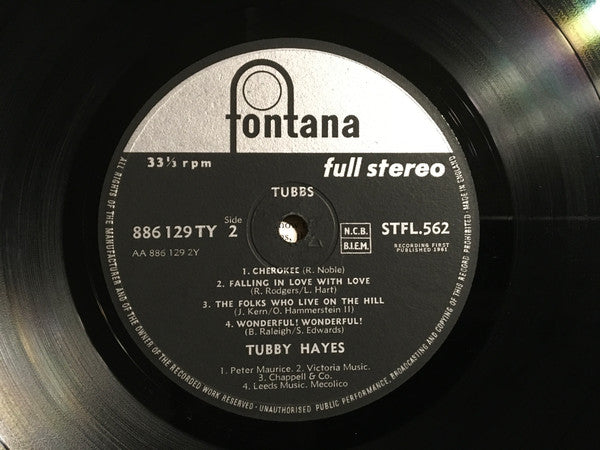 fontana
33⅓ rpm
full stereo
TUBBS
886 129 TY
Side
2
AA 886 129 2Y
N.C.B.
B.I.E.M.
STFL.562
RECORDING FIRST
PUBLISHED 1961
1. CHEROKEE (R. Noble)
2. FALLING IN LOVE WITH LOVE
(R. Rodgers/L. Hart)
3. THE FOLKS WHO LIVE ON THE HILL
(J. Kern/O. Hammerstein II)
4. WONDERFUL! WONDERFUL!
(B. Raleigh/S. Edwards)
TUBBY HAYES
1. Peter Maurice. 2. Victoria Music.
3. Chappell & Co.
4. Leeds Music. Mecolico
ALL RIGHTS OF THE MANUFACTURER AND OF THE OWNER OF THE RECORDED WORK RESERVED · UNAUTHORISED PUBLIC PERFORMANCE, BROADCASTING AND COPYING OF THIS RECORD PROHIBITED MADE IN ENGLAND